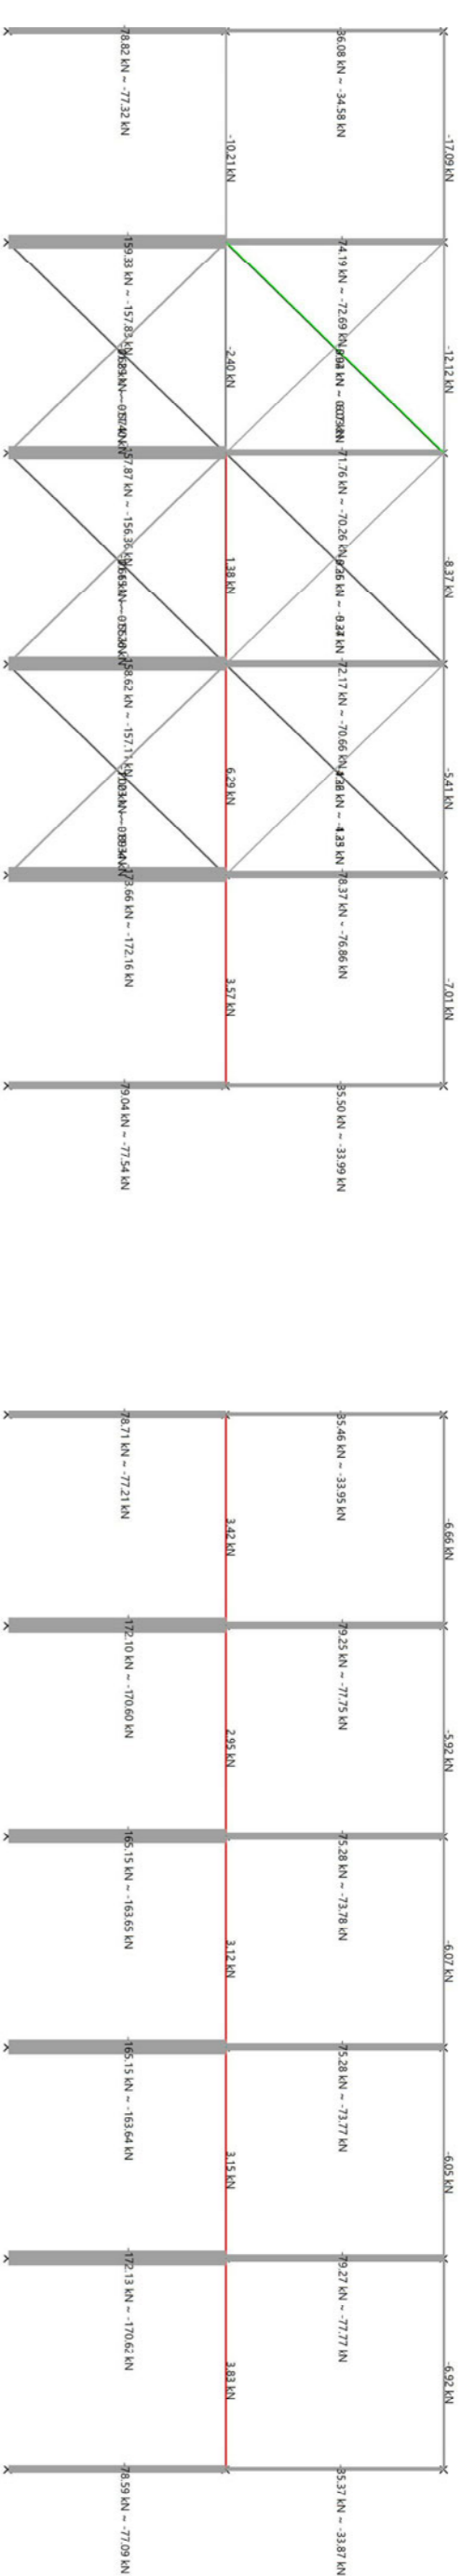 -78.82 kN ~ -77.32 kN
-36.08 kN ~ -34.58 kN
-10.21 kN
-17.09 kN
-159.33 kN ~ -157.83 kN
-74.19 kN ~ -72.69 kN
-2.40 kN
-12.12 kN
-157.87 kN ~ -156.36 kN
-71.76 kN ~ -70.26 kN
1.38 kN
-8.37 kN
-158.62 kN ~ -157.11 kN
-72.17 kN ~ -70.66 kN
6.29 kN
-5.41 kN
-173.66 kN ~ -172.16 kN
-78.37 kN ~ -76.86 kN
3.57 kN
-7.01 kN
-79.04 kN ~ -77.54 kN
-35.50 kN ~ -33.99 kN
-78.71 kN ~ -77.21 kN
-35.46 kN ~ -33.95 kN
3.42 kN
-6.66 kN
-172.10 kN ~ -170.60 kN
-79.25 kN ~ -77.75 kN
2.95 kN
-5.92 kN
-165.15 kN ~ -163.65 kN
-75.28 kN ~ -73.78 kN
3.12 kN
-6.07 kN
-165.15 kN ~ -163.64 kN
-75.28 kN ~ -73.77 kN
3.15 kN
-6.05 kN
-172.13 kN ~ -170.62 kN
-79.27 kN ~ -77.77 kN
3.83 kN
-6.92 kN
-78.59 kN ~ -77.09 kN
-35.37 kN ~ -33.87 kN